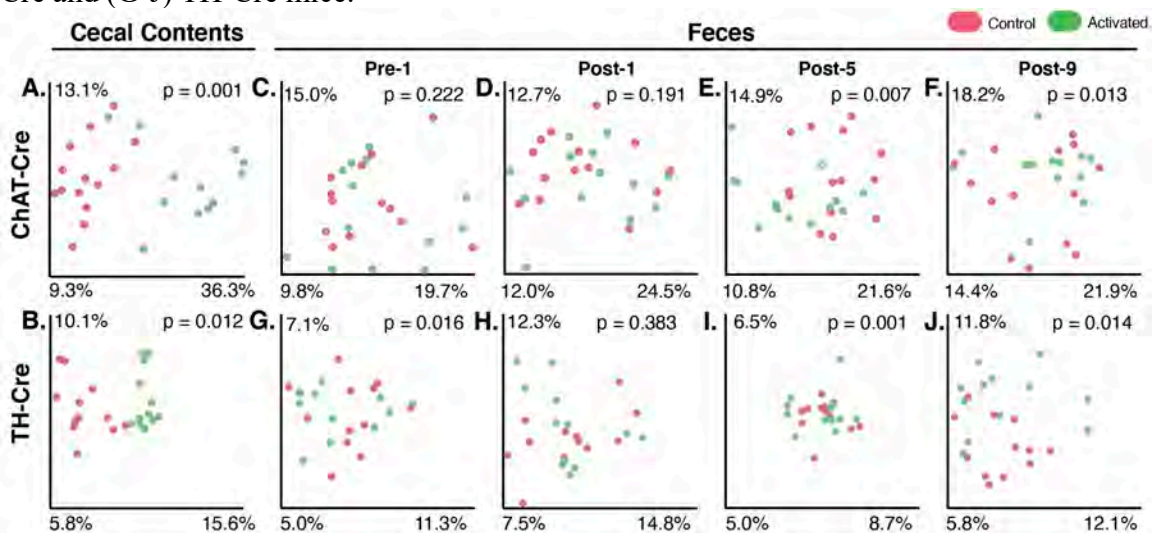 Cre and (G-J) TH-Cre mice.
Cecal Contents
Feces
Control
Activated
Pre-1
Post-1
Post-5
Post-9
ChAT-Cre
A.
13.1%
p = 0.001
9.3%
36.3%
C.
15.0%
p = 0.222
9.8%
19.7%
D.
12.7%
p = 0.191
12.0%
24.5%
E.
14.9%
p = 0.007
10.8%
21.6%
F.
18.2%
p = 0.013
14.4%
21.9%
TH-Cre
B.
10.1%
p = 0.012
5.8%
15.6%
G.
7.1%
p = 0.016
5.0%
11.3%
H.
12.3%
p = 0.383
7.5%
14.8%
I.
6.5%
p = 0.001
5.0%
8.7%
J.
11.8%
p = 0.014
5.8%
12.1%